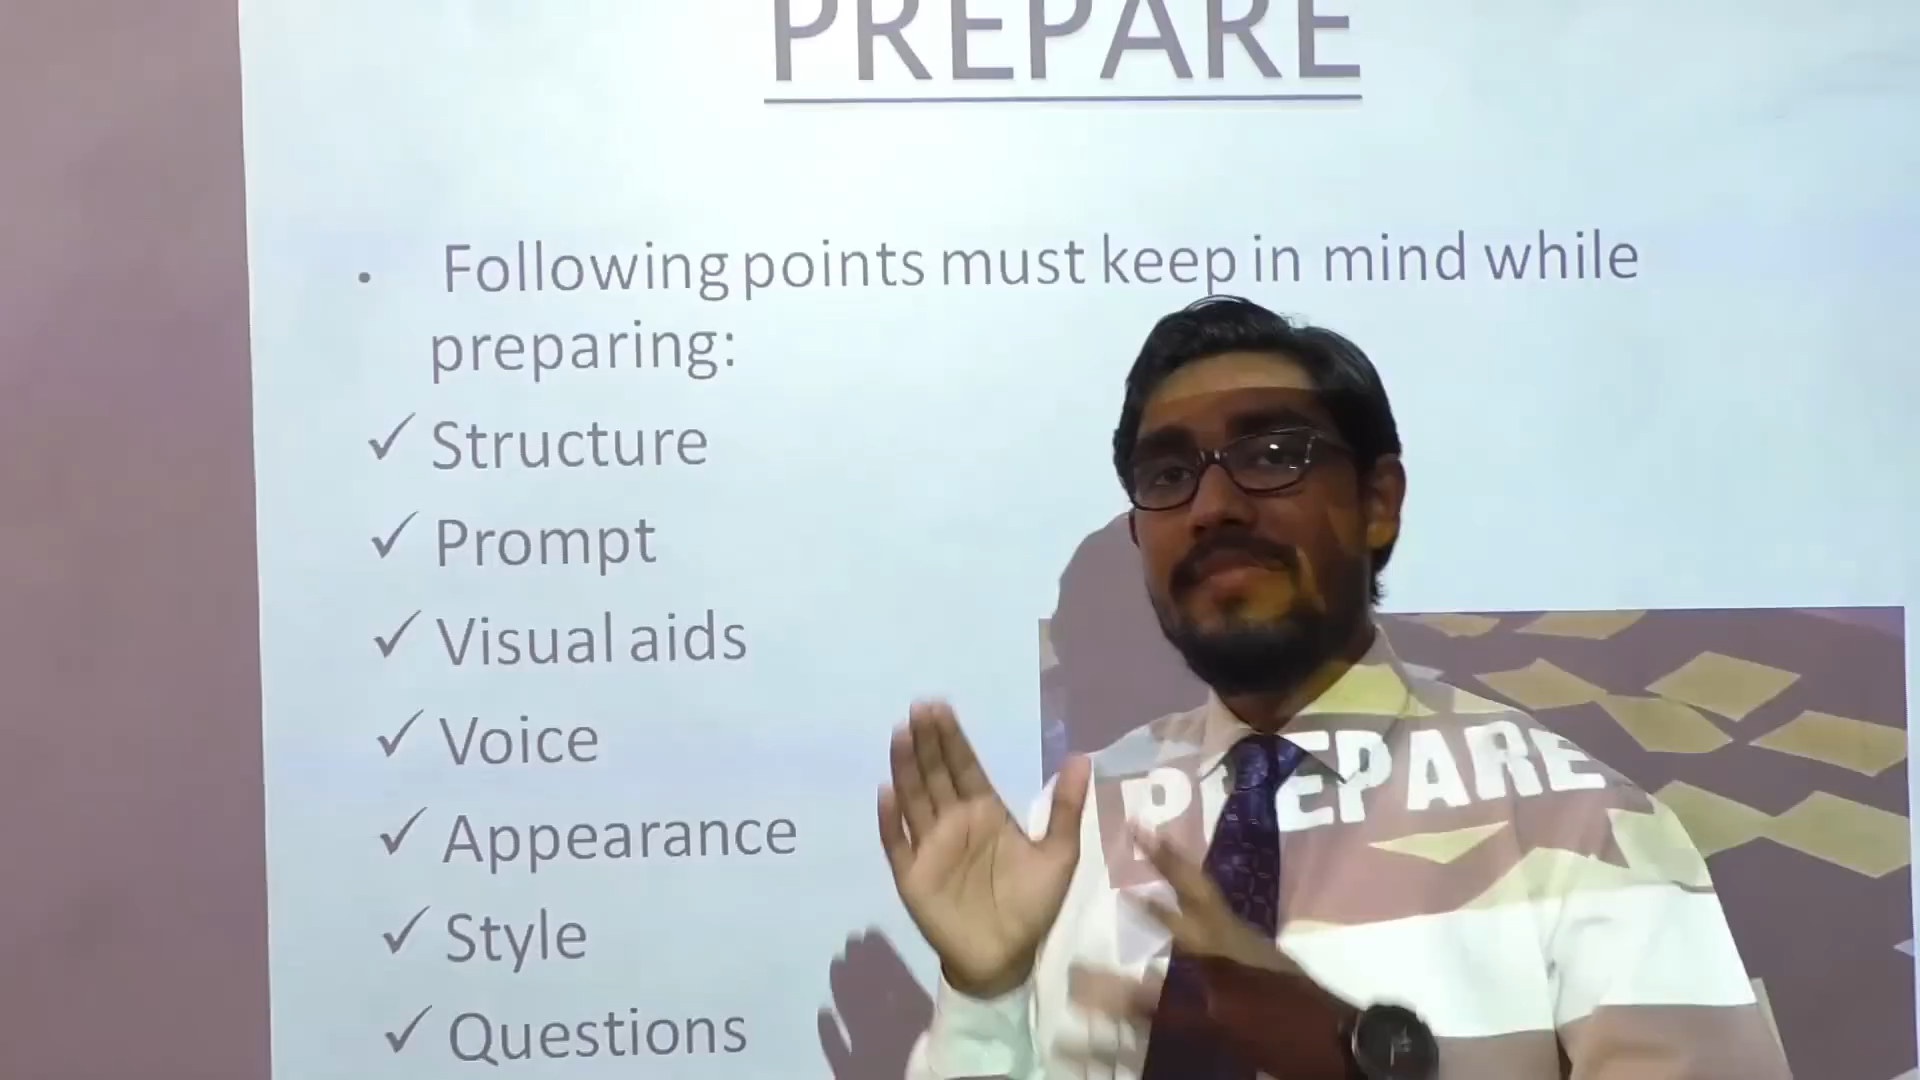 PREPARE
• Following points must keep in mind while
preparing:
✓ Structure
✓ Prompt
✓ Visual aids
✓ Voice
✓ Appearance
✓ Style
✓ Questions
PREPARE